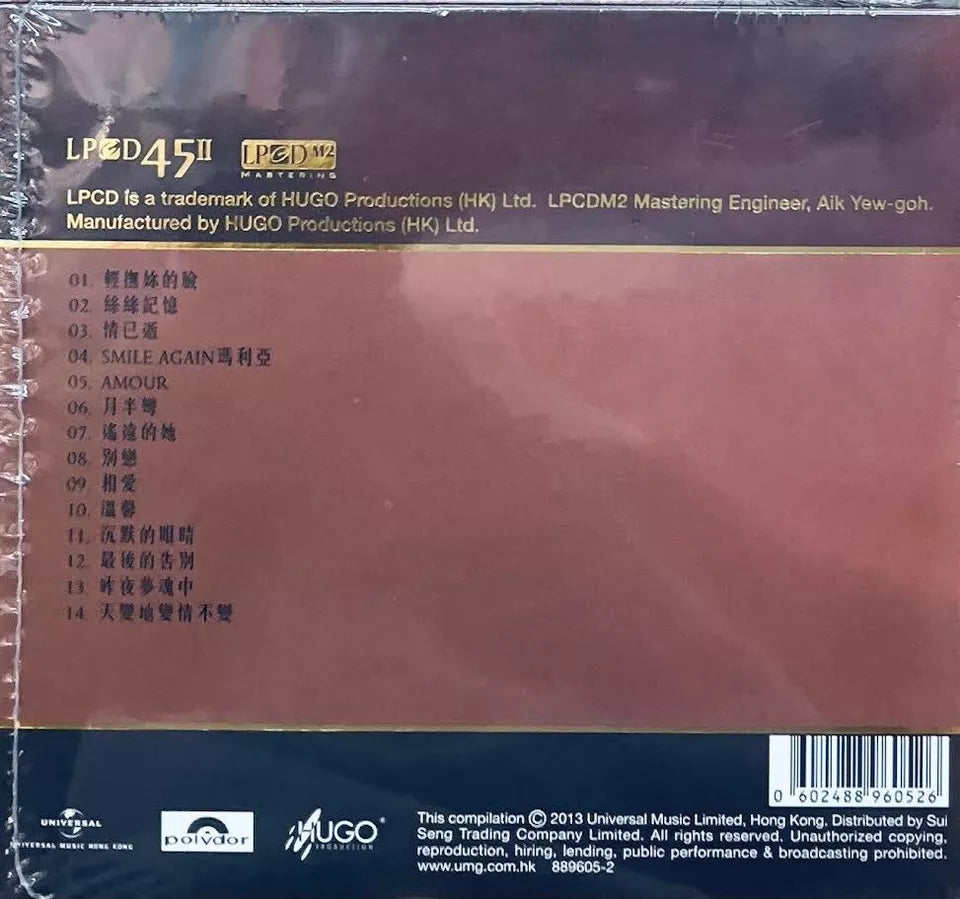 LPCD45II LPCD M2
MASTERING
LPCD is a trademark of HUGO Productions (HK) Ltd. LPCDM2 Mastering Engineer, Aik Yew-goh.
Manufactured by HUGO Productions (HK) Ltd.
01. 輕撫妳的臉
02. 絲絲記憶
03. 情已逝
04. SMILE AGAIN瑪利亞
05. AMOUR
06. 月半彎
07. 遙遠的她
08. 別戀
09. 相愛
10. 溫馨
11. 沉默的眼睛
12. 最後的告別
13. 昨夜夢魂中
14. 天變地變情不變
0 602488 960526
UNIVERSAL
UNIVERSAL MUSIC HONG KONG
polydor
HUGO®
PRODUCTION
This compilation Ⓒ 2013 Universal Music Limited, Hong Kong, Distributed by Sui
Seng Trading Company Limited. All rights reserved. Unauthorized copying,
reproduction, hiring, lending, public performance & broadcasting prohibited.
www.umg.com.hk 889605-2